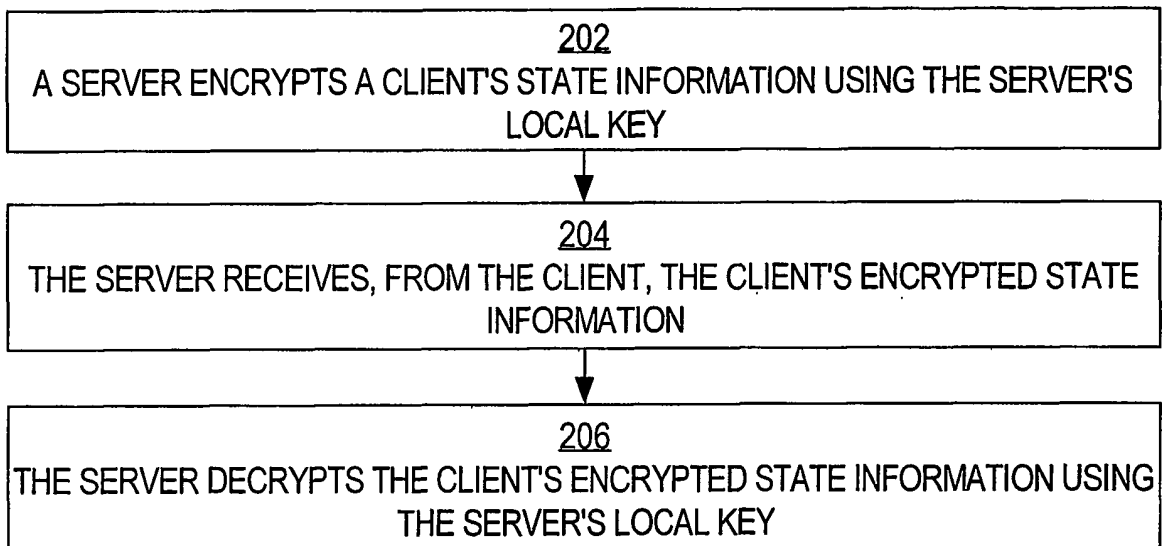 202
A SERVER ENCRYPTS A CLIENT'S STATE INFORMATION USING THE SERVER'S
LOCAL KEY
204
THE SERVER RECEIVES, FROM THE CLIENT, THE CLIENT'S ENCRYPTED STATE
INFORMATION
206
THE SERVER DECRYPTS THE CLIENT'S ENCRYPTED STATE INFORMATION USING
THE SERVER'S LOCAL KEY